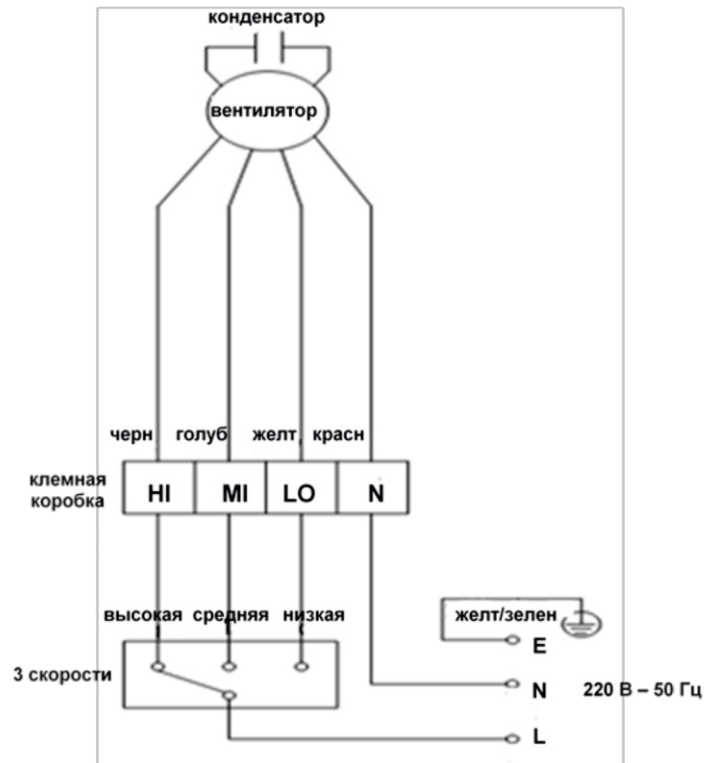 конденсатор
вентилятор
черн голуб желт красн
клемная
коробка
HI MI LO N
высокая средняя низкая
желт/зелен
E
3 скорости
N 220 В – 50 Гц
L